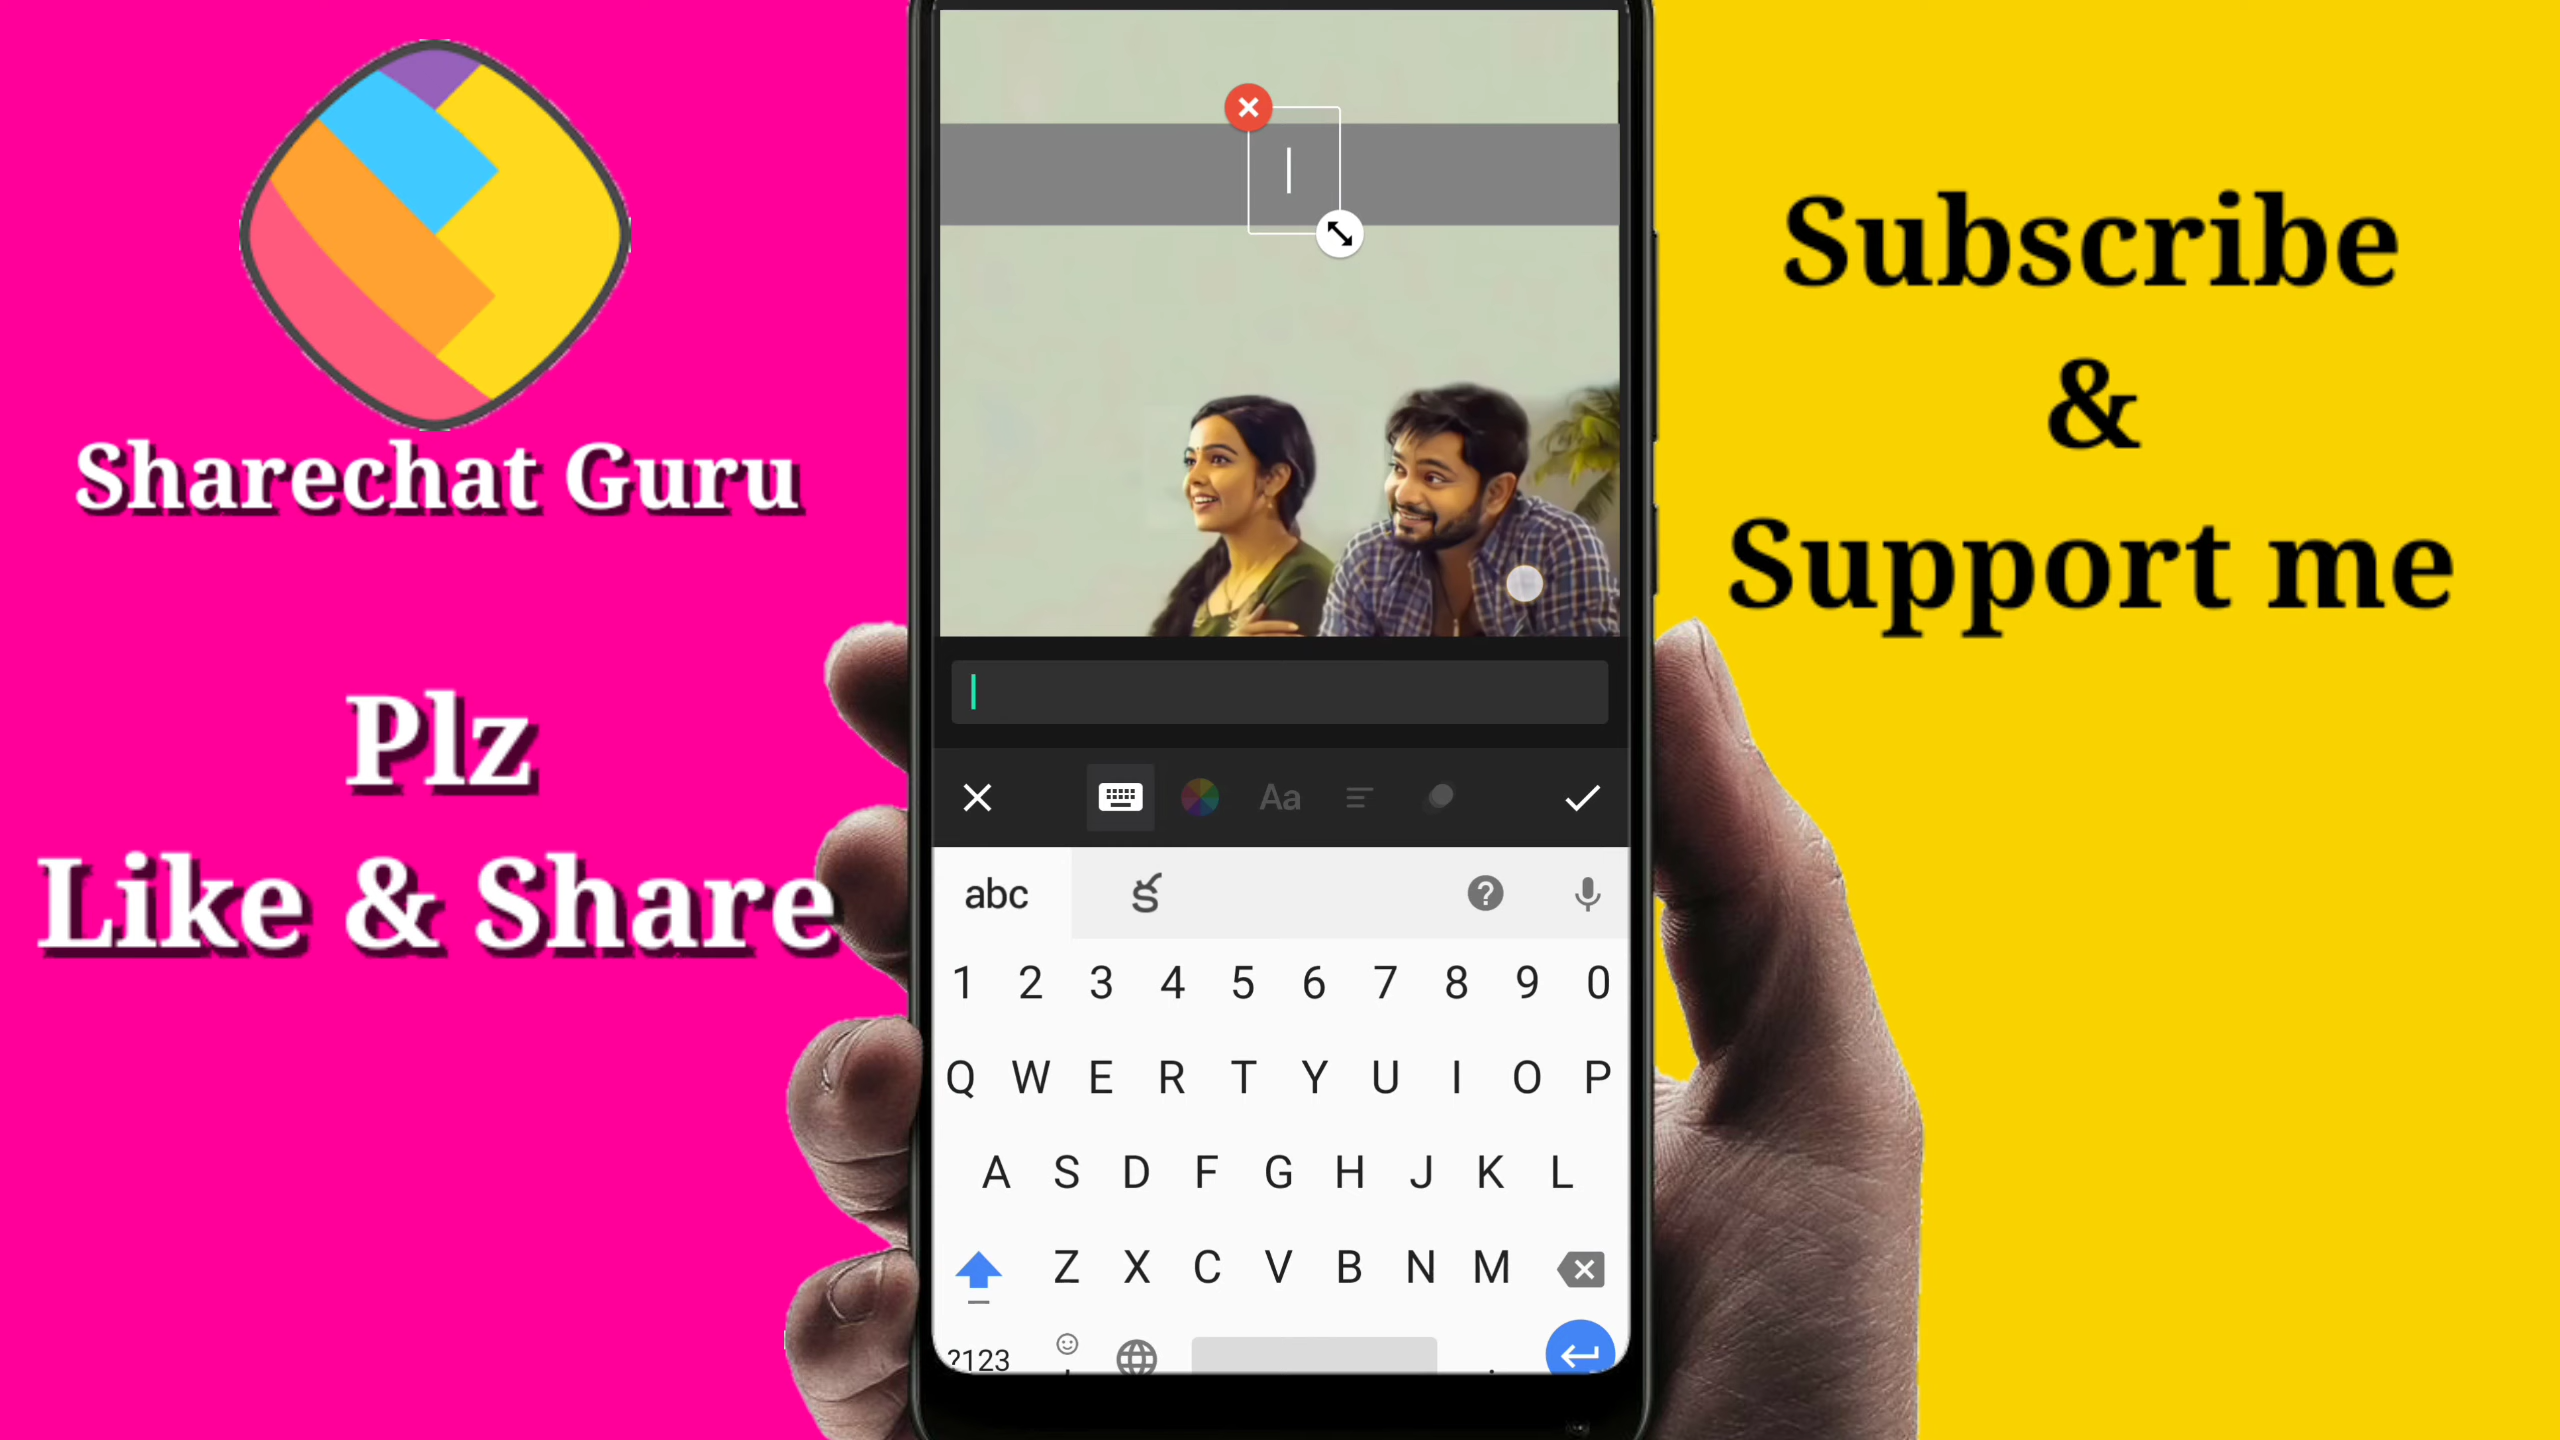 Sharechat Guru
Plz
Like & Share
Subscribe
&
Support me
Aa
abc
క
1 2 3 4 5 6 7 8 9 0
Q W E R T Y U I O P
A S D F G H J K L
Z X C V B N M
?123